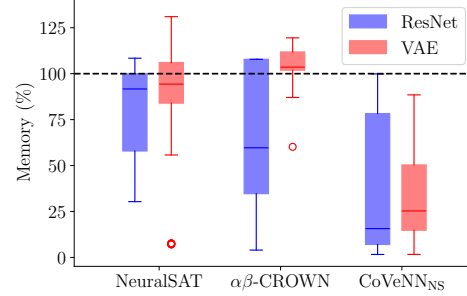 Memory (%)
125
100
75
50
25
0
ResNet
VAE
NeuralSAT
αβ-CROWN
CoVeNN_NS